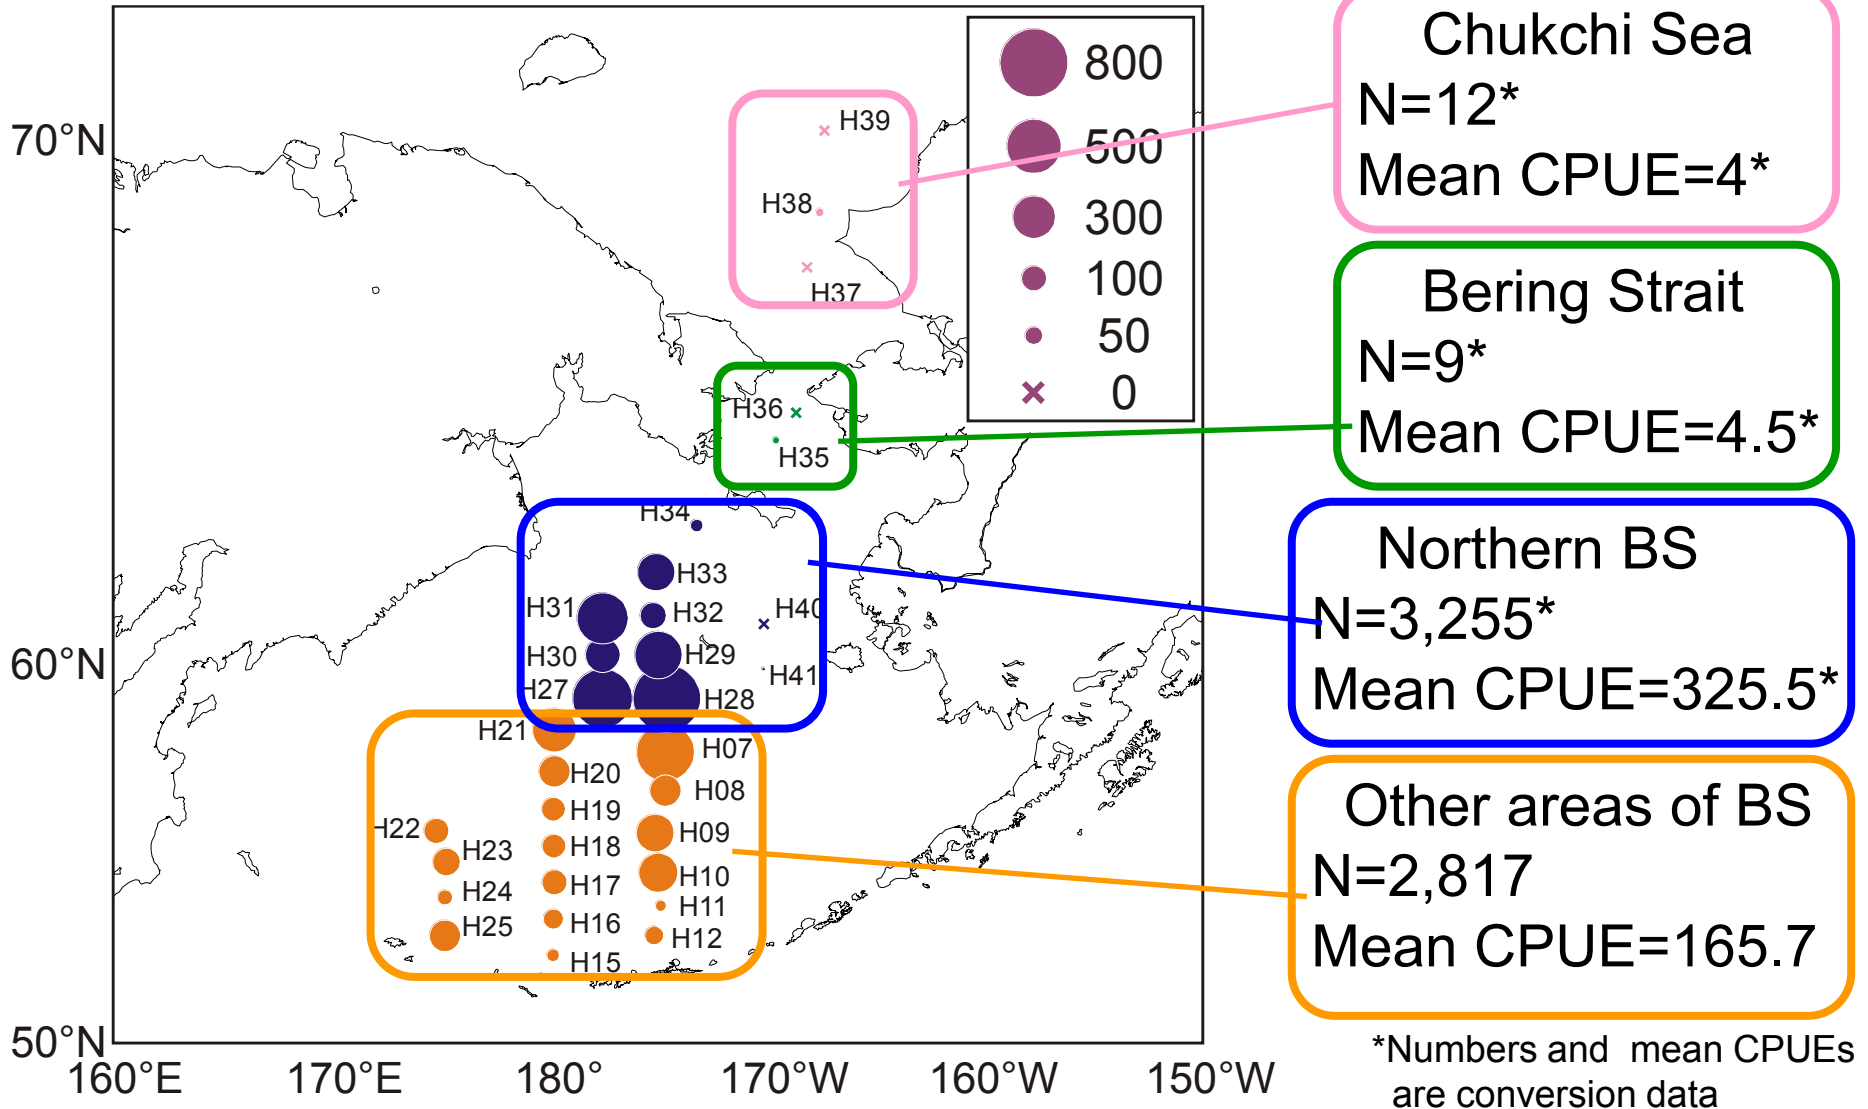 70°N
60°N
50°N
160°E
170°E
180°
170°W
160°W
150°W
800
500
300
100
50
0
H39
H38
H37
H36
H35
H34
H33
H31
H32
H40
H30
H29
H41
H27
H28
H21
H07
H20
H08
H19
H22
H09
H23
H18
H10
H24
H17
H11
H25
H16
H12
H15
Chukchi Sea
N=12*
Mean CPUE=4*
Bering Strait
N=9*
Mean CPUE=4.5*
Northern BS
N=3,255*
Mean CPUE=325.5*
Other areas of BS
N=2,817
Mean CPUE=165.7
*Numbers and mean CPUEs
are conversion data